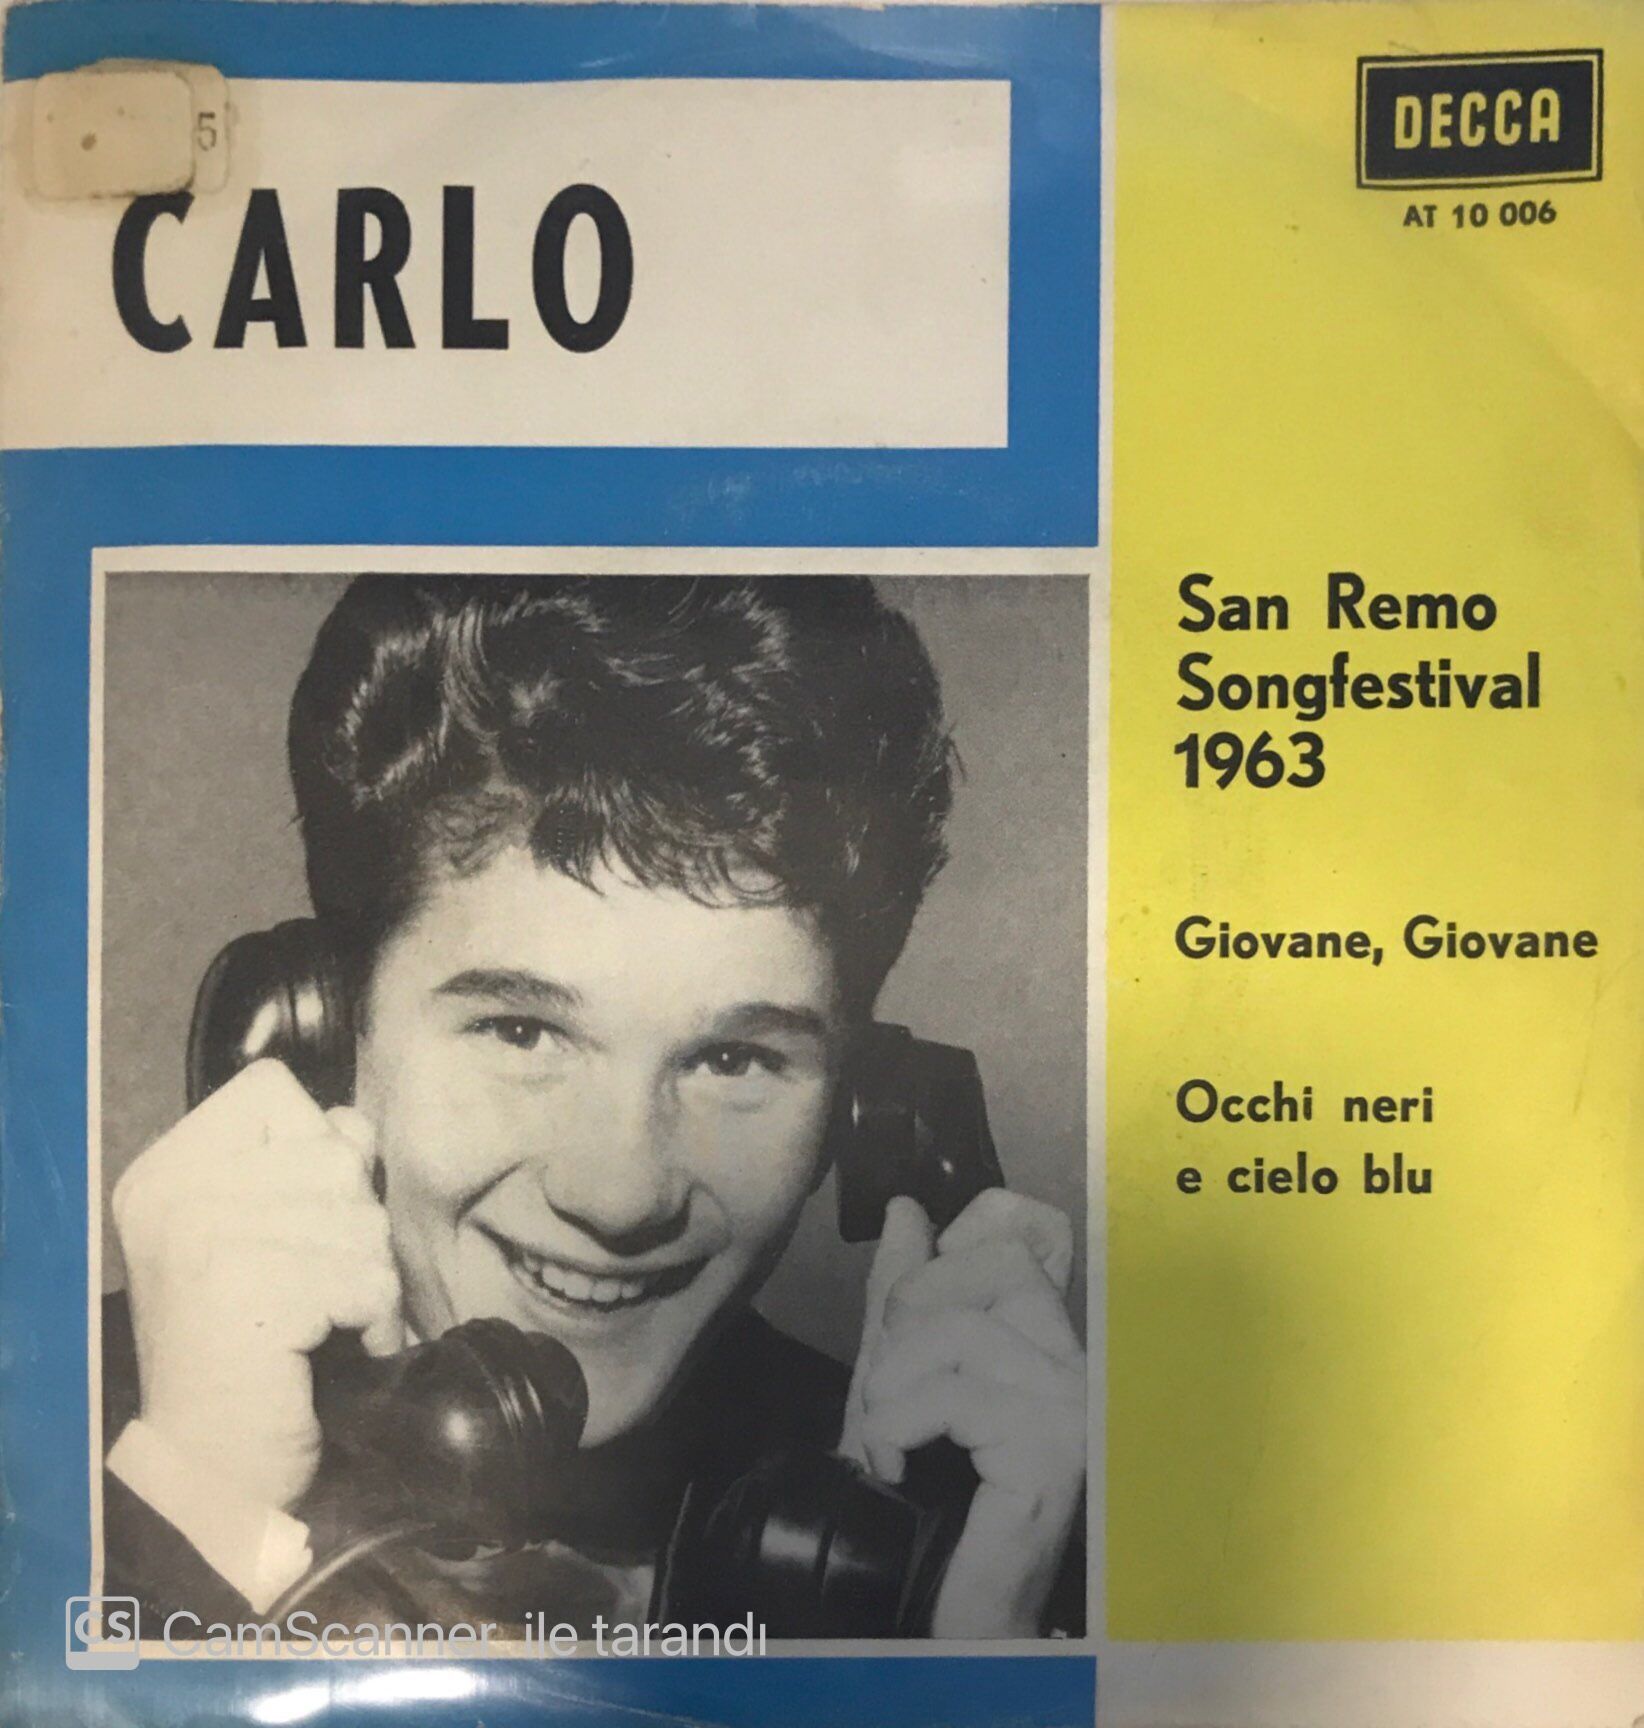 5
CARLO
DECCA
AT 10 006
San Remo
Songfestival
1963
Giovane, Giovane
Occhi neri
e cielo blu
CS CamScanner ile tarandı